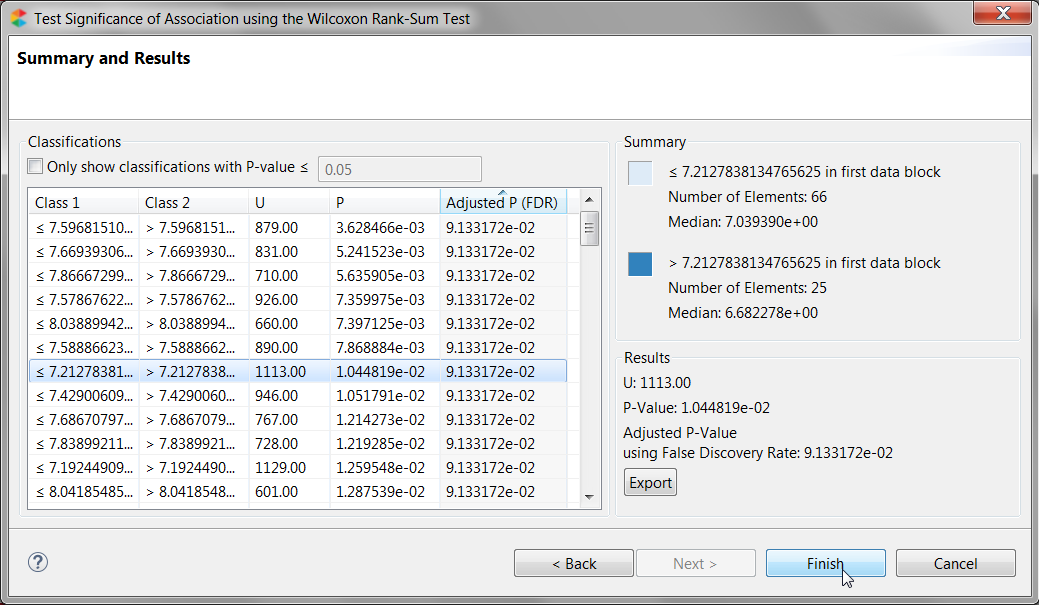 Test Significance of Association using the Wilcoxon Rank-Sum Test
Summary and Results
Classifications
Only show classifications with P-value ≤ 0.05
Class 1 Class 2 U P Adjusted P (FDR)
≤ 7.59681510... > 7.5968151... 879.00 3.628466e-03 9.133172e-02
≤ 7.66939306... > 7.6693930... 831.00 5.241523e-03 9.133172e-02
≤ 7.86667299... > 7.8666729... 710.00 5.635905e-03 9.133172e-02
≤ 7.57867622... > 7.5786762... 926.00 7.359975e-03 9.133172e-02
≤ 8.03889942... > 8.0388994... 660.00 7.397125e-03 9.133172e-02
≤ 7.58886623... > 7.5888662... 890.00 7.868884e-03 9.133172e-02
≤ 7.21278381... > 7.2127838... 1113.00 1.044819e-02 9.133172e-02
≤ 7.42900609... > 7.4290060... 946.00 1.051791e-02 9.133172e-02
≤ 7.68670797... > 7.6867079... 767.00 1.214273e-02 9.133172e-02
≤ 7.83899211... > 7.8389921... 728.00 1.219285e-02 9.133172e-02
≤ 7.19244909... > 7.1924490... 1129.00 1.259548e-02 9.133172e-02
≤ 8.04185485... > 8.0418548... 601.00 1.287539e-02 9.133172e-02
Summary
≤ 7.2127838134765625 in first data block
Number of Elements: 66
Median: 7.039390e+00
> 7.2127838134765625 in first data block
Number of Elements: 25
Median: 6.682278e+00
Results
U: 1113.00
P-Value: 1.044819e-02
Adjusted P-Value
using False Discovery Rate: 9.133172e-02
Export
? < Back Next > Finish Cancel